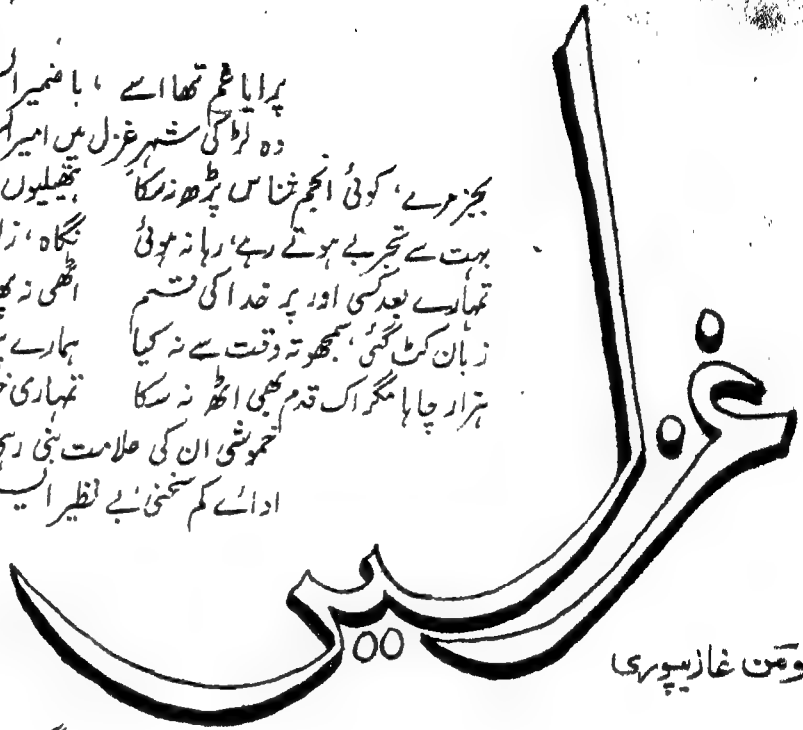 پرایا غم تھا اسے ، باضمیر
وہ لڑکی شہرِ غزل میں امیر
بجز مرے ، کوئی انجم شناس پڑھ نہ سکا ہتھیلیوں
بہت سے تجربے ہوتے رہے ، رہا نہ ہوئی نگاہ ،
تمہارے بعد کسی اور پر خدا کی قسم اٹھی نہ
زبان کٹ گئی ، سمجھوتہ وقت سے نہ کیا ہمارے
ہزار چاہا مگر اک قدم بھی اٹھ نہ سکا تمہاری
خموشی ان کی علامت بنی رہی
ادائے کم سخنی بے نظیر
غزلیں
غازیپوری